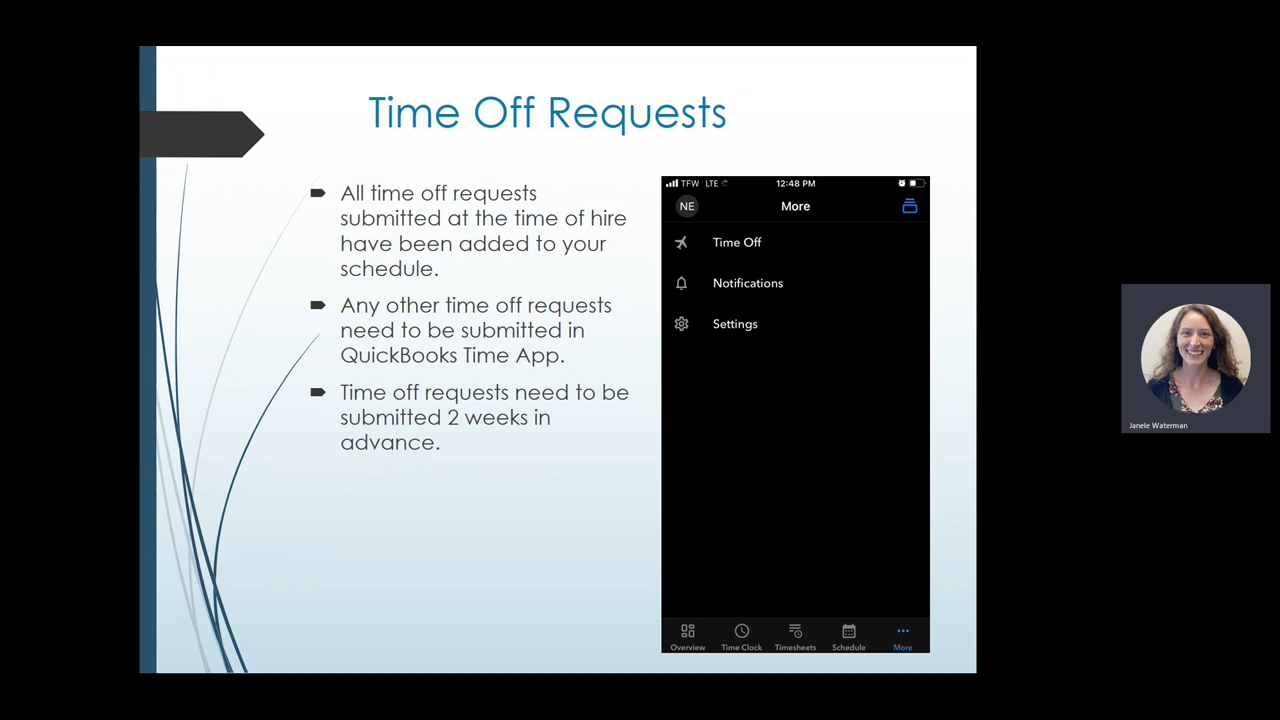 Time Off Requests
All time off requests
submitted at the time of hire
have been added to your
schedule.
Any other time off requests
need to be submitted in
QuickBooks Time App.
Time off requests need to be
submitted 2 weeks in
advance.
TFW LTE 12:48 PM
NE More
Time Off
Notifications
Settings
Overview Time Clock Timesheets Schedule More
Janele Waterman